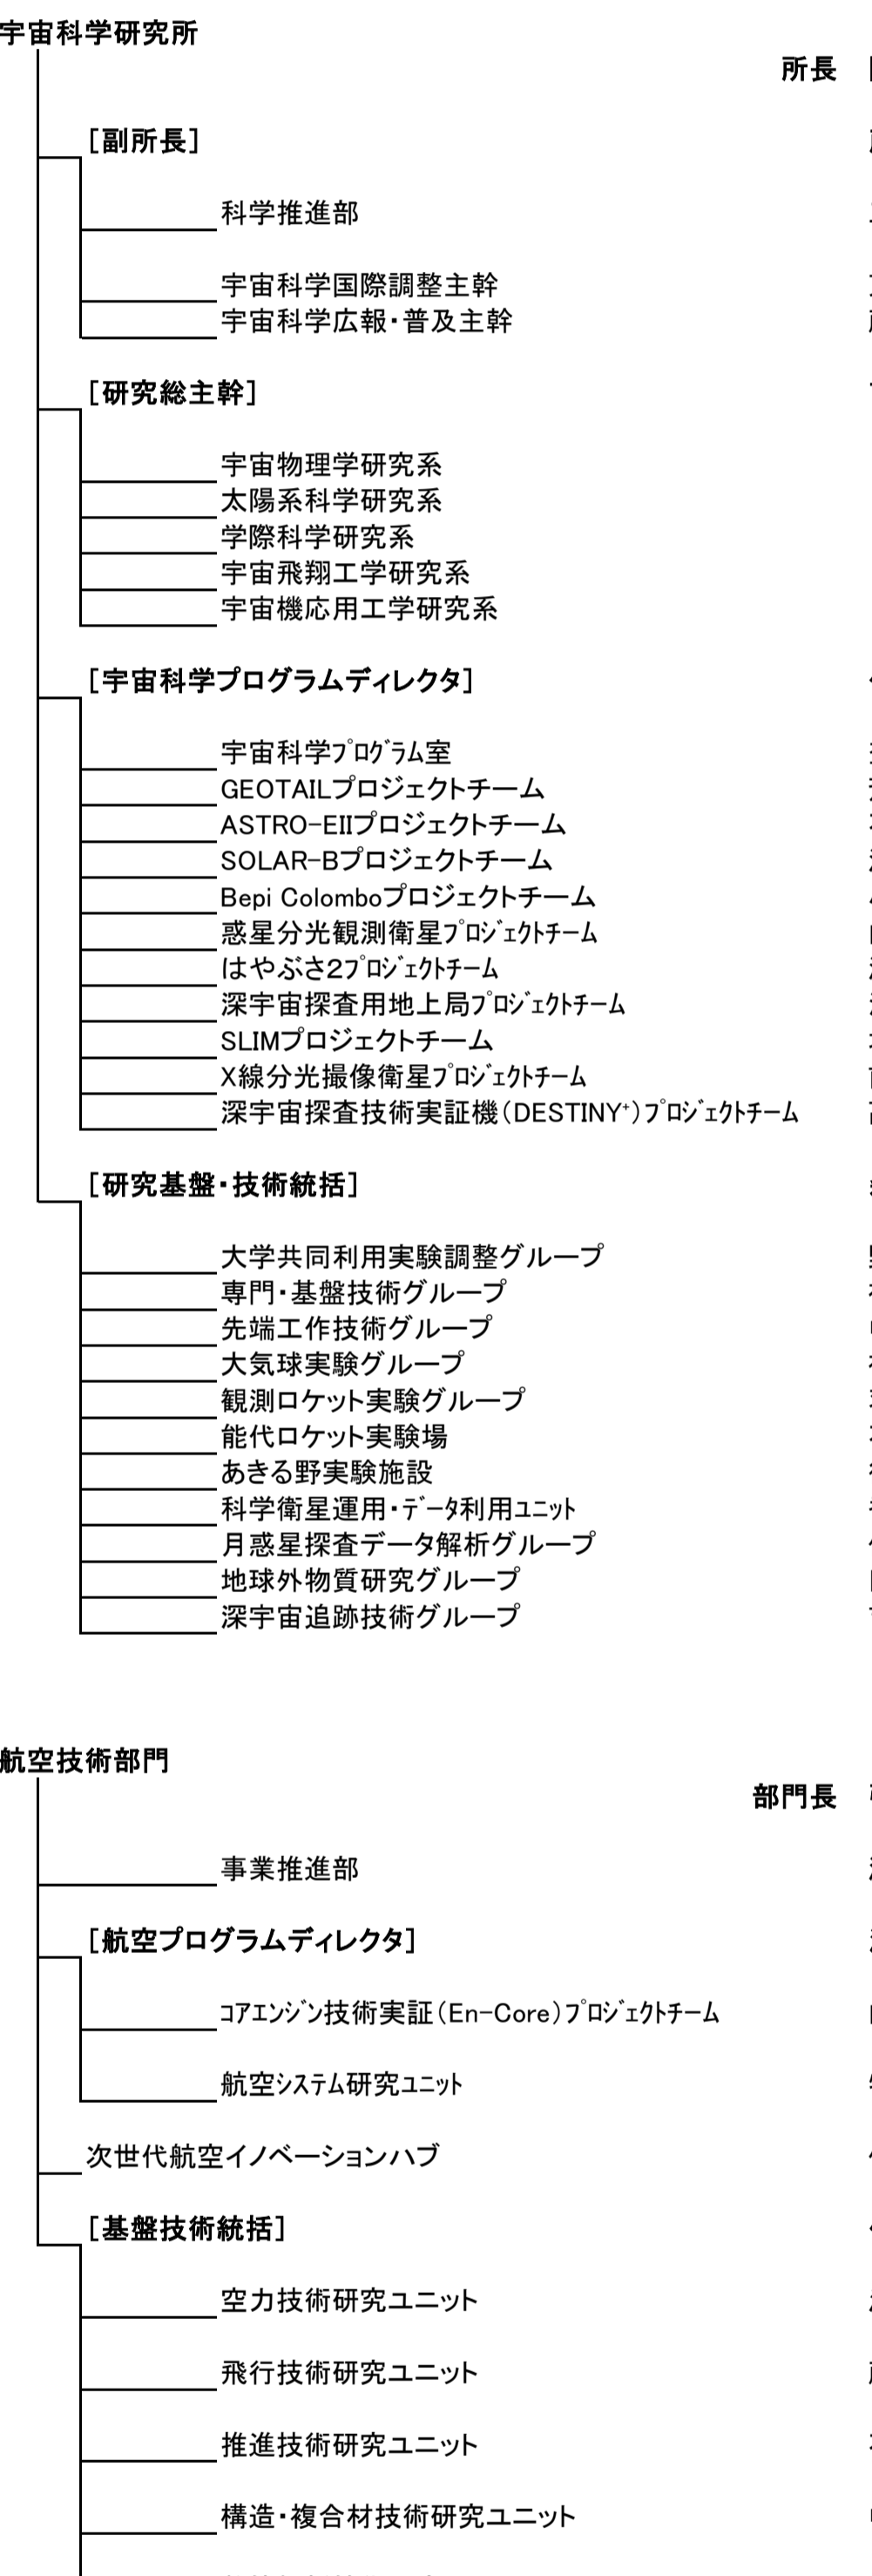 宇宙科学研究所
所長
［副所長］
科学推進部
宇宙科学国際調整主幹
宇宙科学広報・普及主幹
［研究総主幹］
宇宙物理学研究系
太陽系科学研究系
学際科学研究系
宇宙飛翔工学研究系
宇宙機応用工学研究系
［宇宙科学プログラムディレクタ］
宇宙科学ﾌﾟﾛｸﾞﾗﾑ室
GEOTAILプロジェクトチーム
ASTRO-EIIプロジェクトチーム
SOLAR-Bプロジェクトチーム
Bepi Colomboプロジェクトチーム
惑星分光観測衛星ﾌﾟﾛｼﾞｪｸﾄﾁｰﾑ
はやぶさ２ﾌﾟﾛｼﾞｪｸﾄﾁｰﾑ
深宇宙探査用地上局ﾌﾟﾛｼﾞｪｸﾄﾁｰﾑ
SLIMプロジェクトチーム
X線分光撮像衛星ﾌﾟﾛｼﾞｪｸﾄﾁｰﾑ
深宇宙探査技術実証機（DESTINY⁺）ﾌﾟﾛｼﾞｪｸﾄﾁｰﾑ
［研究基盤・技術統括］
大学共同利用実験調整グループ
専門・基盤技術グループ
先端工作技術グループ
大気球実験グループ
観測ロケット実験グループ
能代ロケット実験場
あきる野実験施設
科学衛星運用・ﾃﾞｰﾀ利用ﾕﾆｯﾄ
月惑星探査データ解析グループ
地球外物質研究グループ
深宇宙追跡技術グループ
航空技術部門
部門長
事業推進部
［航空プログラムディレクタ］
ｺｱｴﾝｼﾞﾝ技術実証（En-Core）ﾌﾟﾛｼﾞｪｸﾄﾁｰﾑ
航空ｼｽﾃﾑ研究ﾕﾆｯﾄ
次世代航空イノベーションハブ
［基盤技術統括］
空力技術研究ユニット
飛行技術研究ユニット
推進技術研究ユニット
構造・複合材技術研究ユニット